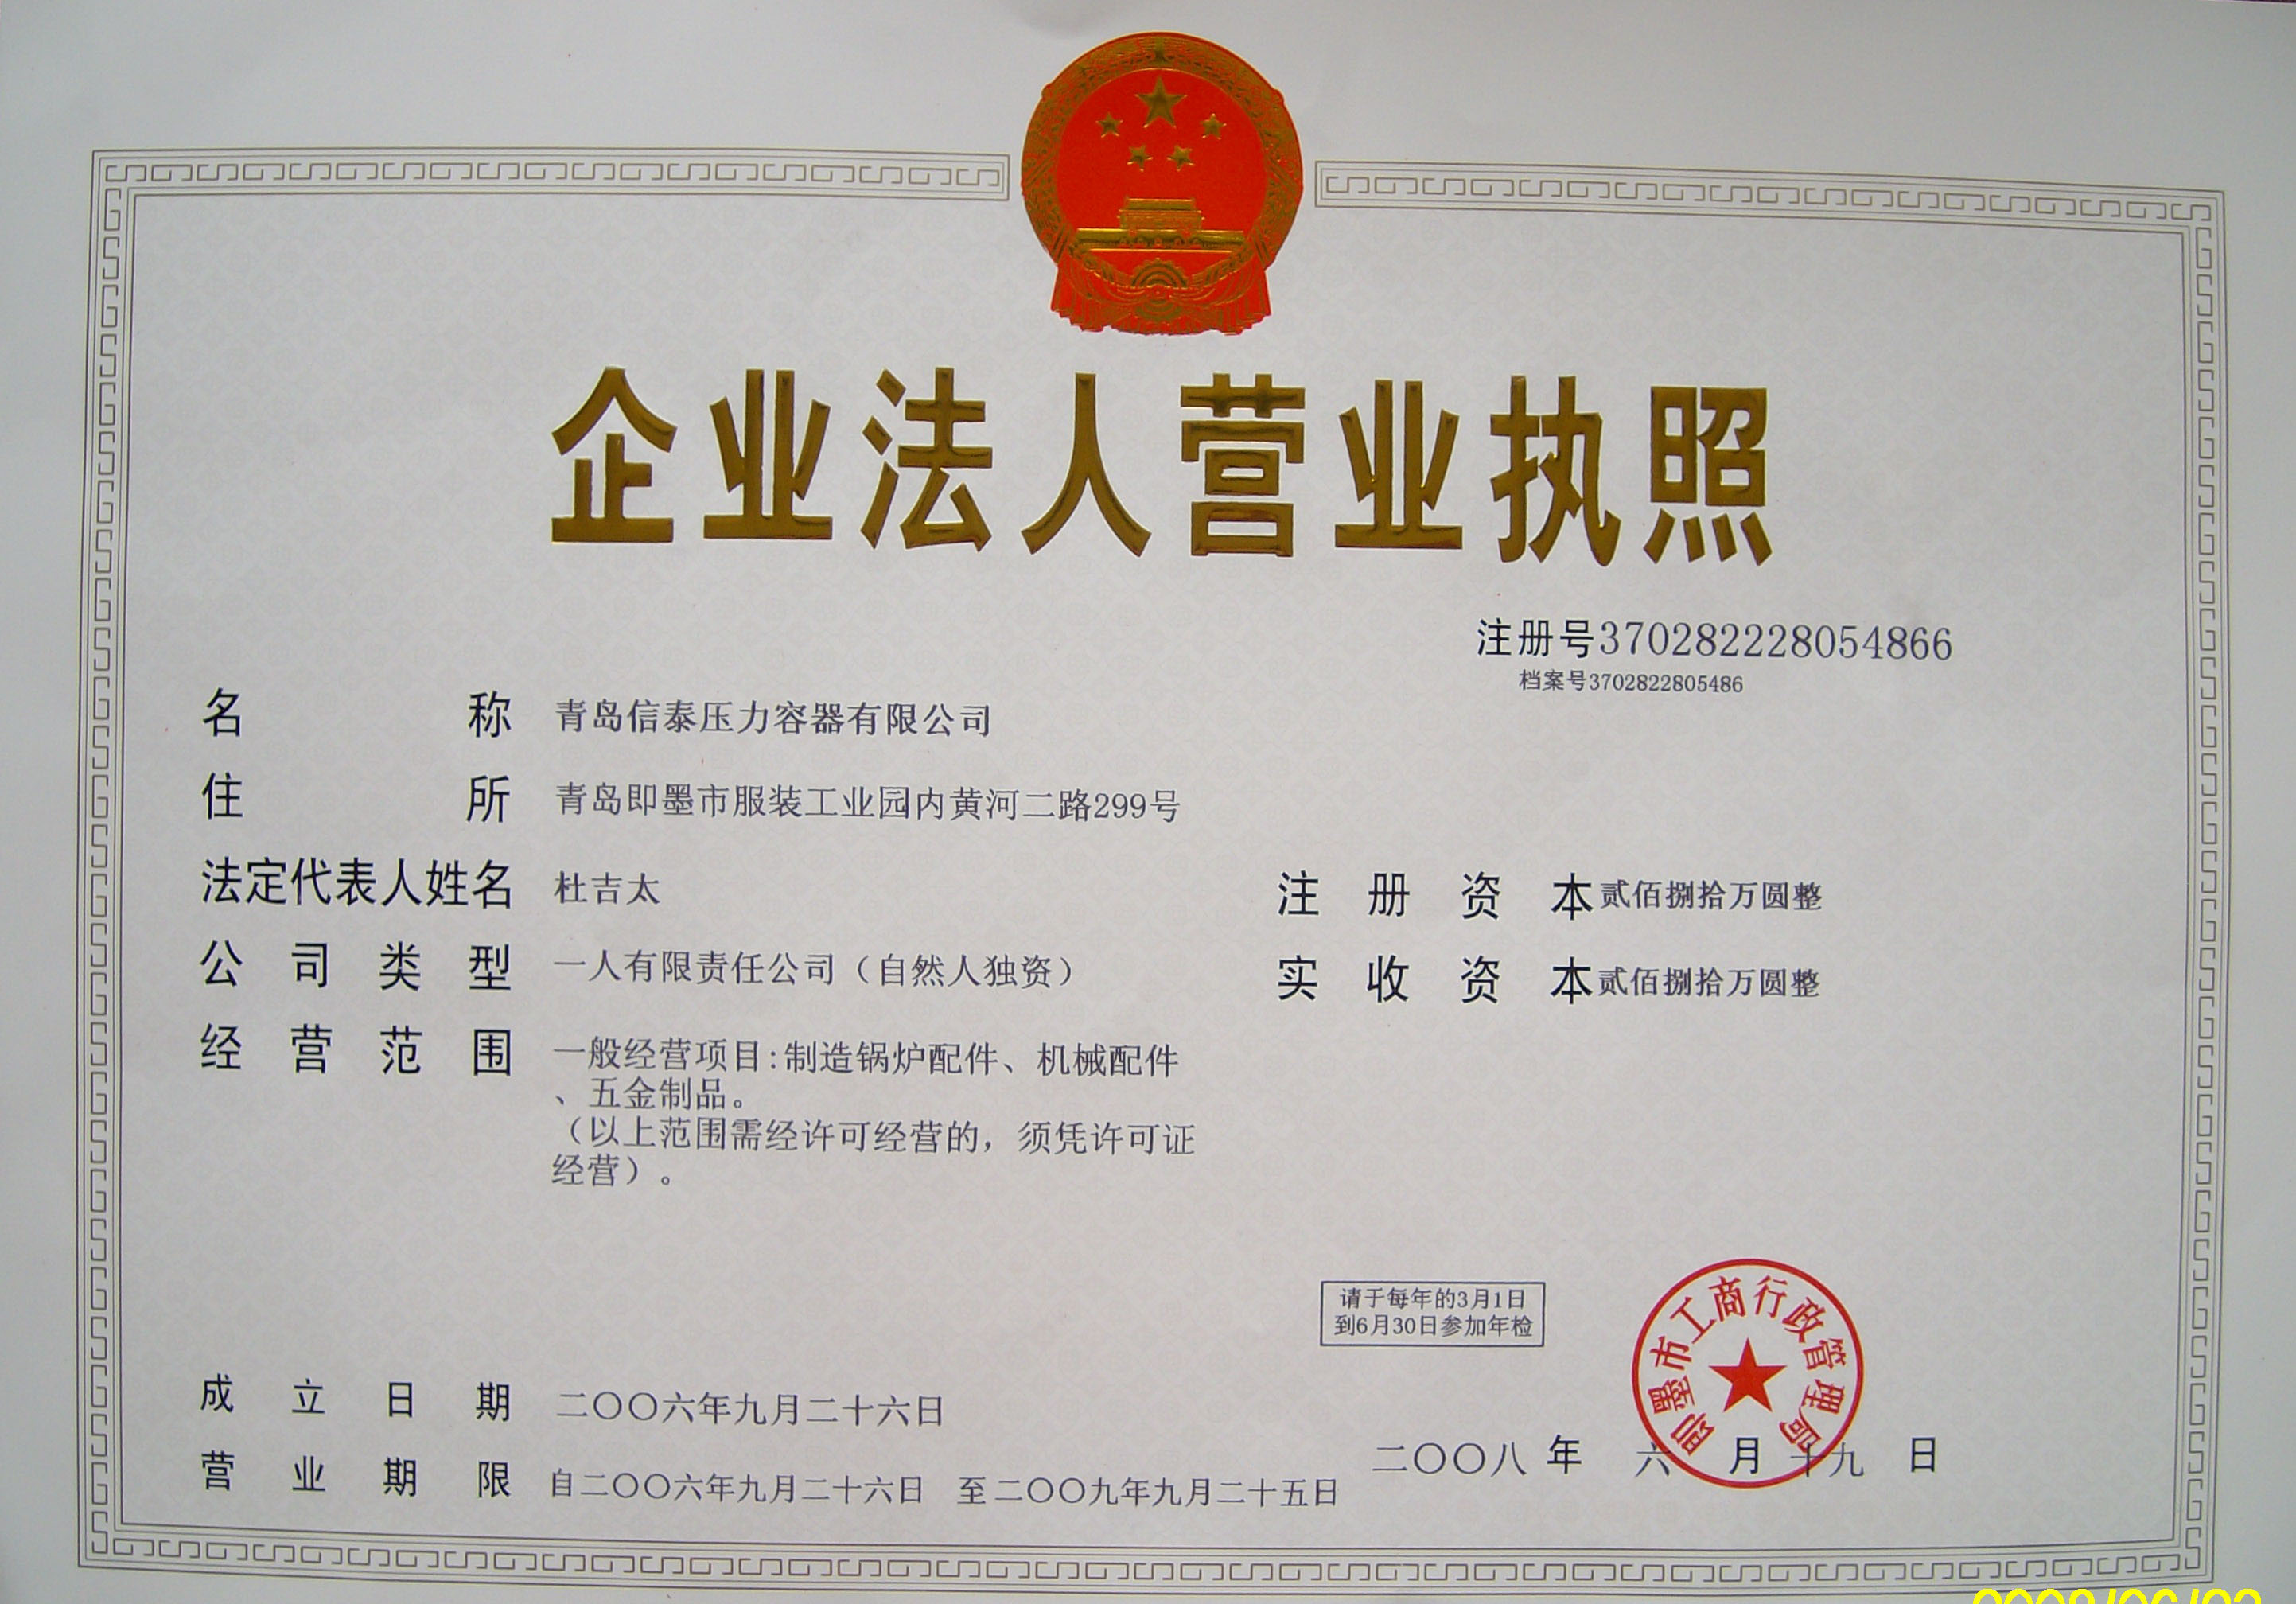 企业法人营业执照
注册号370282228054866
档案号3702822805486
名称 青岛信泰压力容器有限公司
住所 青岛即墨市服装工业园内黄河二路299号
法定代表人姓名 杜吉太
注册资本贰佰捌拾万圆整
公司类型 一人有限责任公司（自然人独资）
实收资本贰佰捌拾万圆整
经营范围 一般经营项目:制造锅炉配件、机械配件
、五金制品。
（以上范围需经许可经营的，须凭许可证
经营）。
请于每年的3月1日
到6月30日参加年检
即墨市工商行政管理局
成立日期 二〇〇六年九月二十六日
二〇〇八年 六月十九日
营业期限 自二〇〇六年九月二十六日 至二〇〇九年九月二十五日